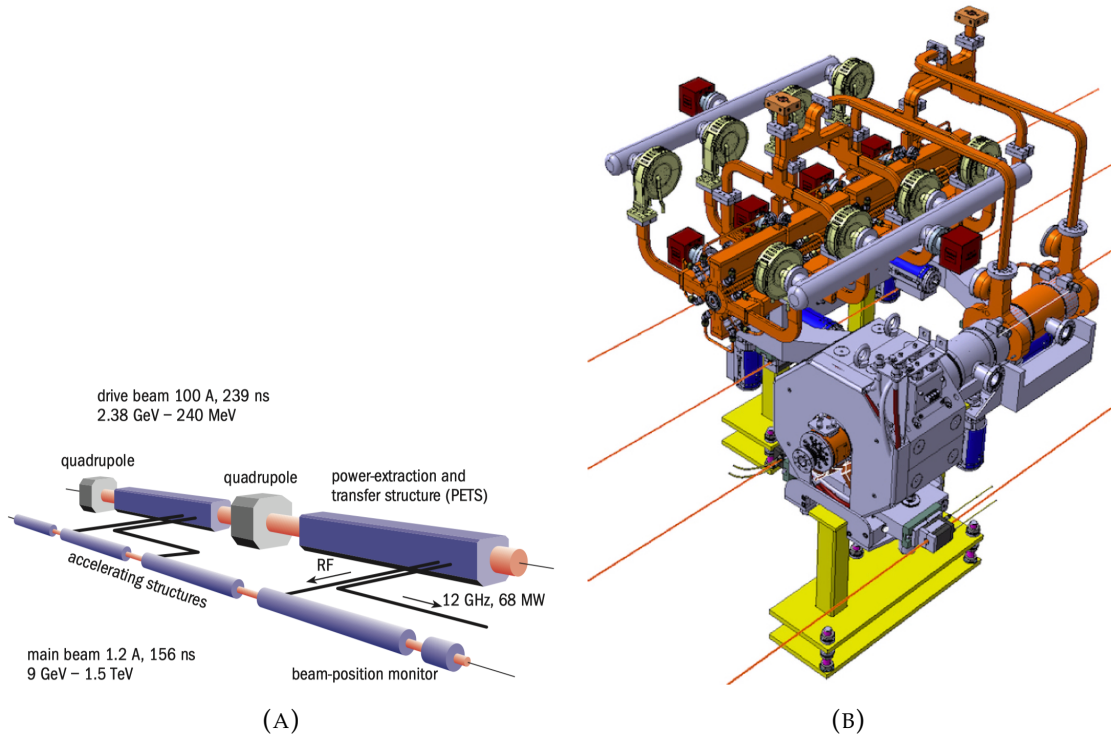 drive beam 100 A, 239 ns
2.38 GeV – 240 MeV
quadrupole
quadrupole
power-extraction and
transfer structure (PETS)
RF
12 GHz, 68 MW
accelerating structures
main beam 1.2 A, 156 ns
9 GeV – 1.5 TeV
beam-position monitor
(A)
(B)